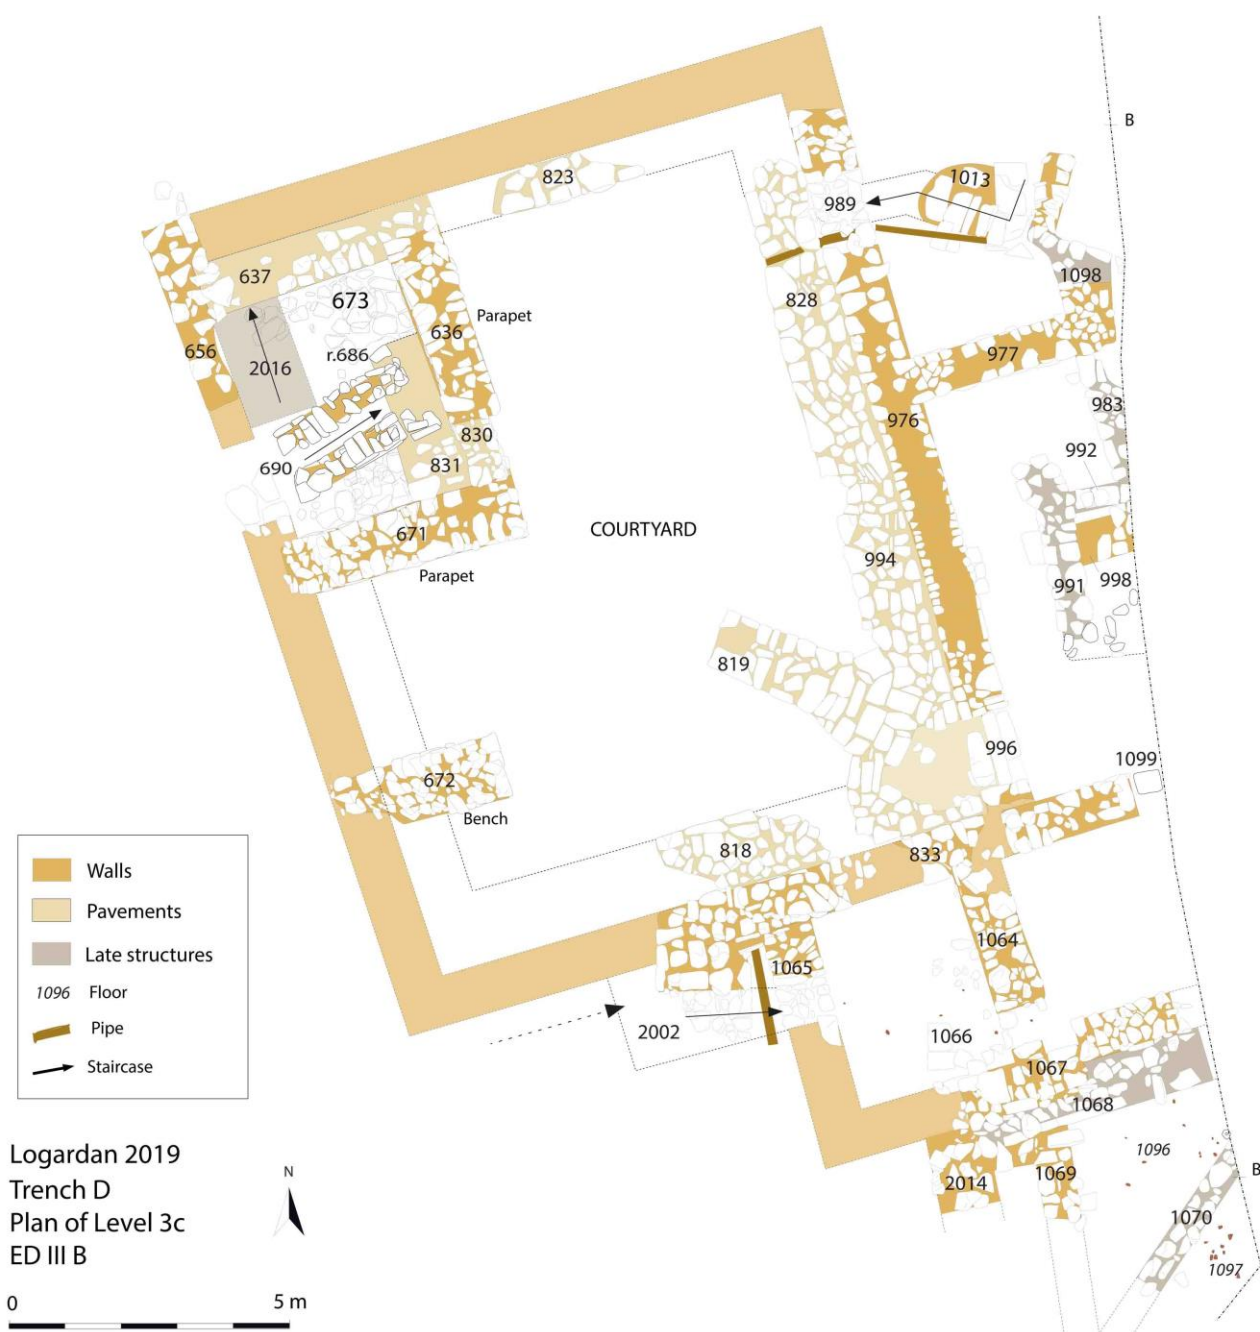 B
823
1013
989
637
673
828
1098
Parapet
636
r.686
656
977
2016
983
976
992
830
690
831
COURTYARD
671
994
Parapet
991
998
819
996
1099
672
Bench
818
833
Walls
Pavements
Late structures
1096 Floor
Pipe
Staircase
1064
1065
2002
1066
1067
1068
1096
B
2014
1069
1070
1097
Logardan 2019
Trench D
Plan of Level 3c
ED III B
N
0 5 m